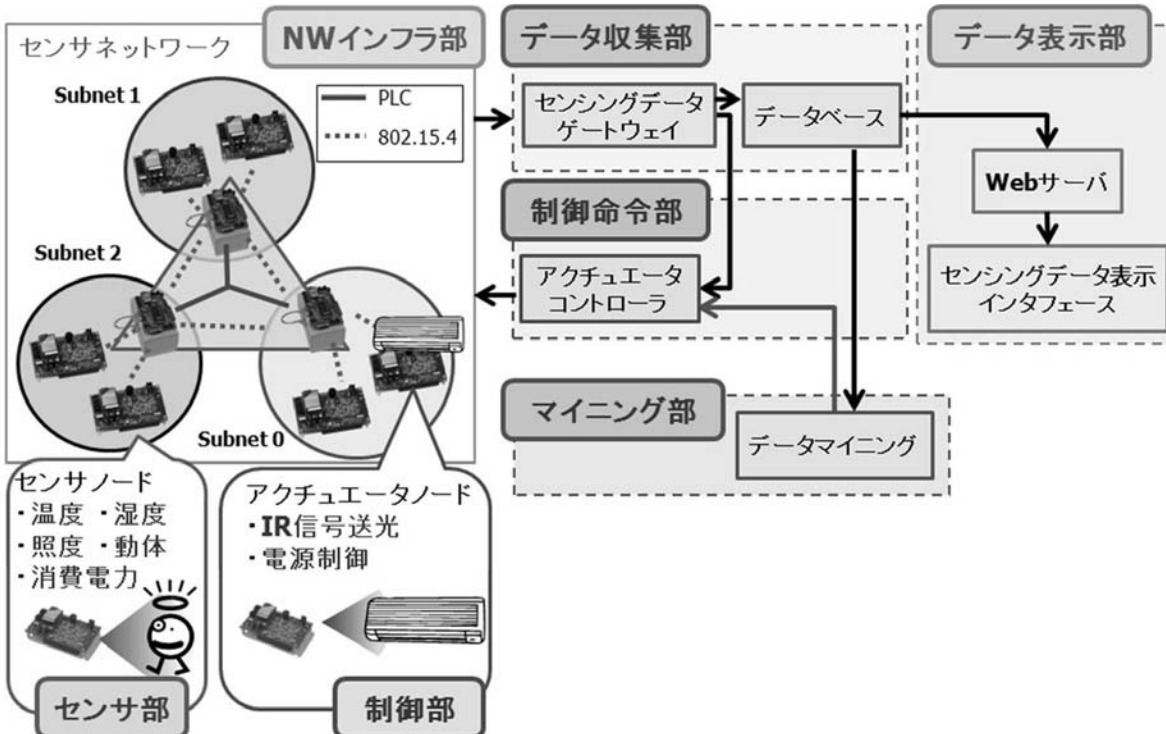 センサネットワーク
NWインフラ部
Subnet 1
PLC
802.15.4
Subnet 2
Subnet 0
データ収集部
センシングデータ
ゲートウェイ
データベース
データ表示部
Webサーバ
センシングデータ表示
インタフェース
制御命令部
アクチュエータ
コントローラ
マイニング部
データマイニング
センサノード
・温度 ・湿度
・照度 ・動体
・消費電力
センサ部
アクチュエータノード
・IR信号送光
・電源制御
制御部